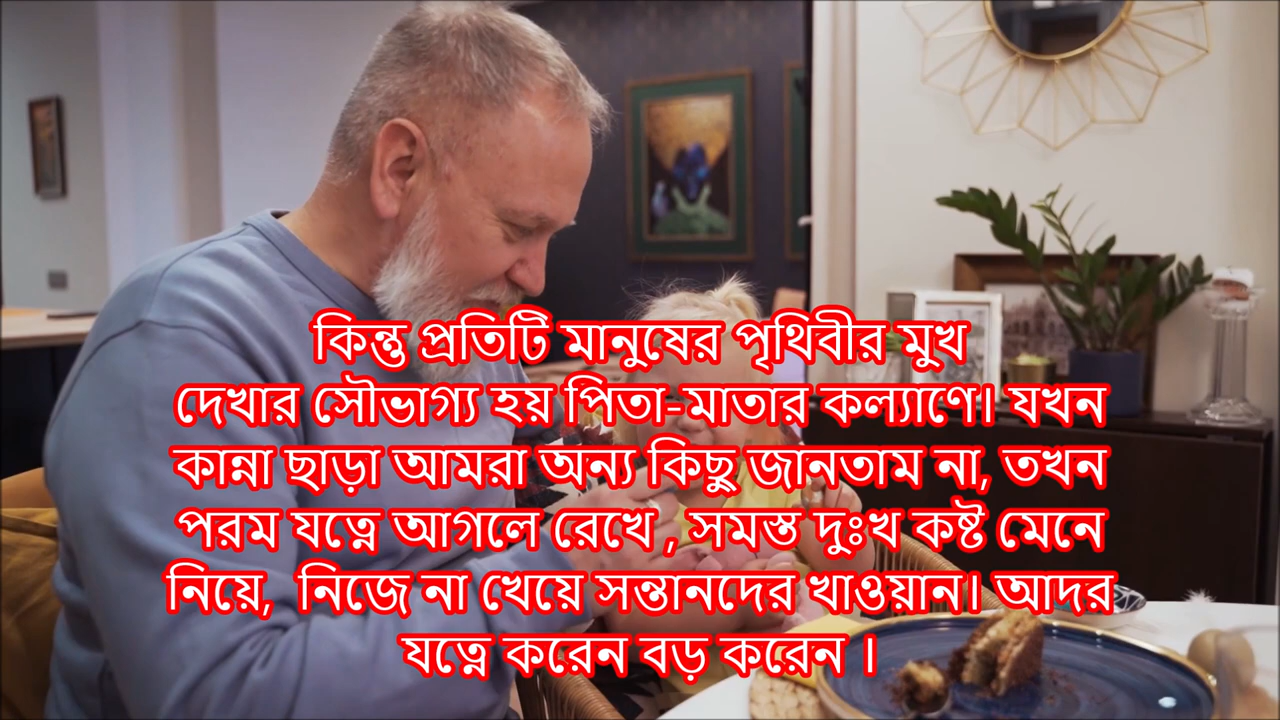 কিন্তু প্রতিটি মানুষের পৃথিবীর মুখ
দেখার সৌভাগ্য হয় পিতা-মাতার কল্যাণে। যখন
কান্না ছাড়া আমরা অন্য কিছু জানতাম না, তখন
পরম যত্নে আগলে রেখে , সমস্ত দুঃখ কষ্ট মেনে
নিয়ে, নিজে না খেয়ে সন্তানদের খাওয়ান। আদর
যত্নে করেন বড় করেন ।